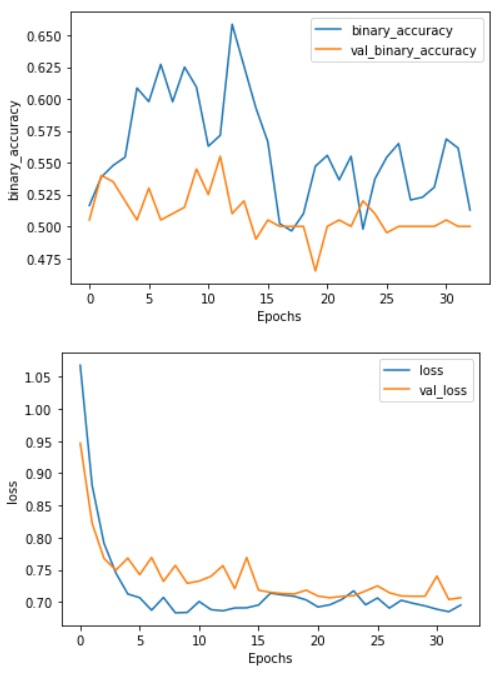 binary_accuracy
val_binary_accuracy
0.650
0.625
0.600
0.575
0.550
0.525
0.500
0.475
binary_accuracy
0 5 10 15 20 25 30
Epochs
loss
val_loss
1.05
1.00
0.95
0.90
0.85
0.80
0.75
0.70
loss
0 5 10 15 20 25 30
Epochs